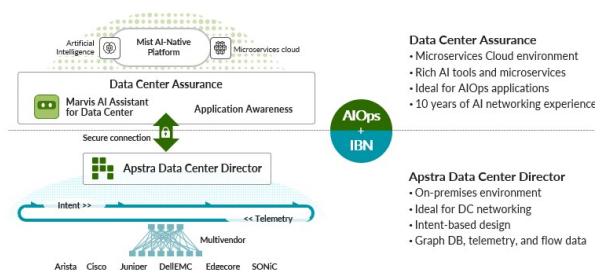 Artificial
Intelligence
Mist AI-Native
Platform
Microservices cloud
Data Center Assurance
Marvis AI Assistant
for Data Center
Application Awareness
Secure connection
Apstra Data Center Director
Intent >>
<< Telemetry
Multivendor
Arista Cisco Juniper DellEMC Edgecore SONiC
AIOps
+
IBN
Data Center Assurance
• Microservices Cloud environment
• Rich AI tools and microservices
• Ideal for AIOps applications
• 10 years of AI networking experience
Apstra Data Center Director
• On-premises environment
• Ideal for DC networking
• Intent-based design
• Graph DB, telemetry, and flow data